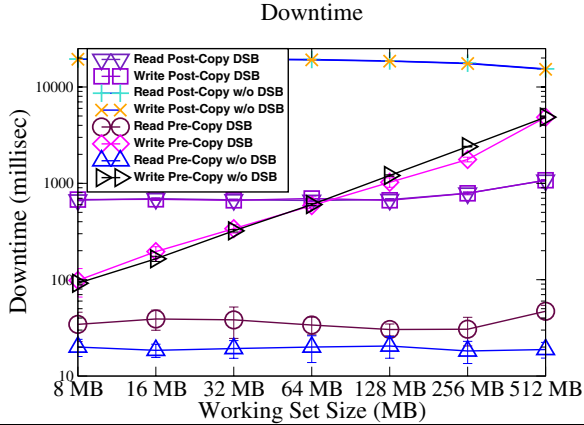 Downtime
Read Post-Copy DSB
Write Post-Copy DSB
Read Post-Copy w/o DSB
Write Post-Copy w/o DSB
Read Pre-Copy DSB
Write Pre-Copy DSB
Read Pre-Copy w/o DSB
Write Pre-Copy w/o DSB
10000
1000
100
10
Downtime (millisec)
8 MB 16 MB 32 MB 64 MB 128 MB 256 MB 512 MB
Working Set Size (MB)